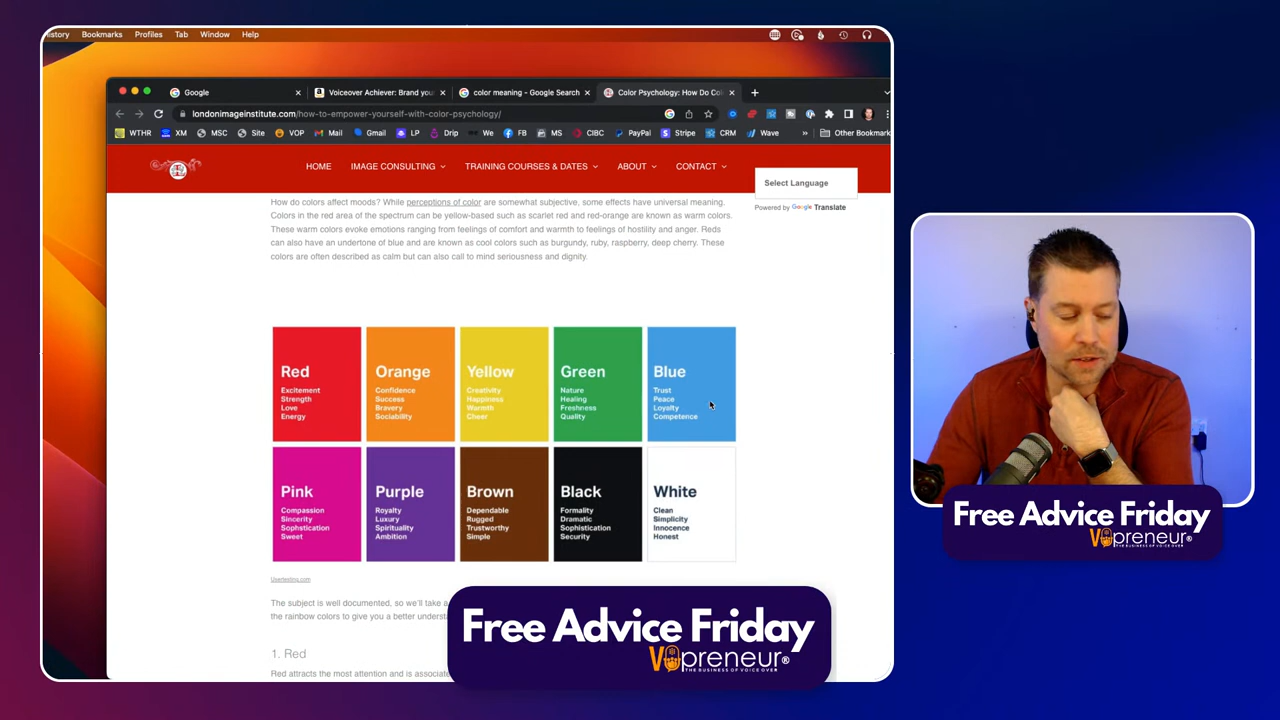 History Bookmarks Profiles Tab Window Help
Google
Voiceover Achiever: Brand you
color meaning - Google Search
Color Psychology: How Do Col
londonimageinstitute.com/how-to-empower-yourself-with-color-psychology/
WTHR XM MSC Site VOP Mail Gmail LP Drip We FB MS CIBC PayPal Stripe CRM Wave » Other Bookmark
HOME IMAGE CONSULTING TRAINING COURSES & DATES ABOUT CONTACT
Select Language
Powered by Google Translate
How do colors affect moods? While perceptions of color are somewhat subjective, some effects have universal meaning.
Colors in the red area of the spectrum can be yellow-based such as scarlet red and red-orange are known as warm colors.
These warm colors evoke emotions ranging from feelings of comfort and warmth to feelings of hostility and anger. Reds
can also have an undertone of blue and are known as cool colors such as burgundy, ruby, raspberry, deep cherry. These
colors are often described as calm but can also call to mind seriousness and dignity.
Red
Excitement
Strength
Love
Energy
Orange
Confidence
Success
Bravery
Sociability
Yellow
Creativity
Happiness
Warmth
Cheer
Green
Nature
Healing
Freshness
Quality
Blue
Trust
Peace
Loyalty
Competence
Pink
Compassion
Sincerity
Sophistication
Sweet
Purple
Royalty
Luxury
Spirituality
Ambition
Brown
Dependable
Rugged
Trustworthy
Simple
Black
Formality
Dramatic
Sophistication
Security
White
Clean
Simplicity
Innocence
Honest
Usertesting.com
The subject is well documented, so we'll take a
the rainbow colors to give you a better underst
1. Red
Red attracts the most attention and is associat
Free Advice Friday
VOpreneur®
THE BUSINESS OF VOICE OVER
Free Advice Friday
VOpreneur®
THE BUSINESS OF VOICE OVER